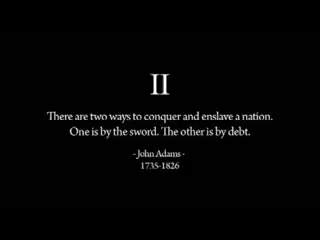 II
There are two ways to conquer and enslave a nation.
One is by the sword. The other is by debt.
- John Adams -
1735-1826